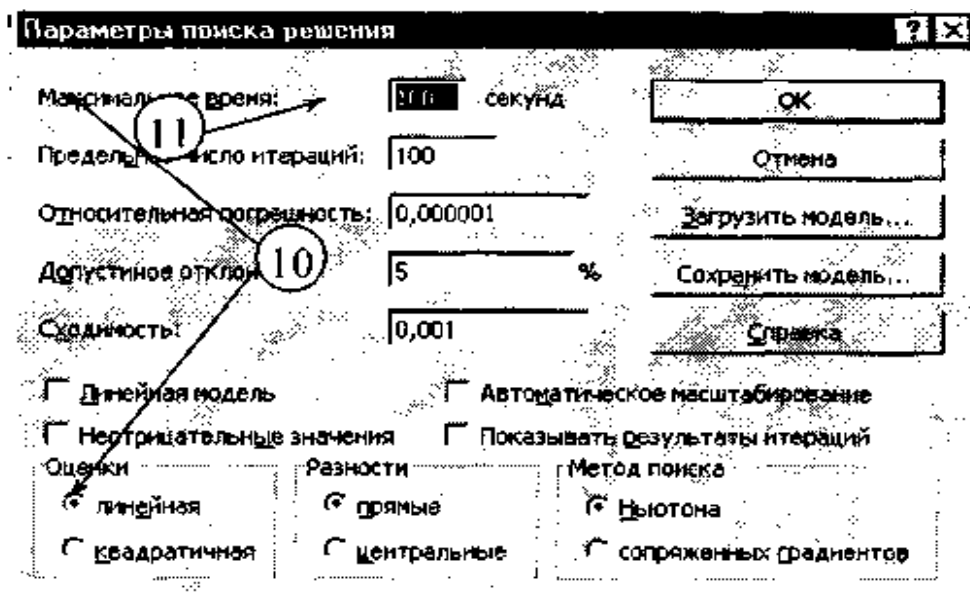 Параметры поиска решения ? ×
Максимальное время: секунд OK
11
Предельное число итераций: 100 Отмена
Относительная погрешность: 0,000001 Загрузить модель...
10
Допустимое 5 % Сохранить модель...
Сходимость: 0,001 Справка
Линейная модель Автоматическое масштабирование
Неотрицательные значения Показывать результаты итераций
Оценки Разности Метод поиска
линейная прямые Ньютона
квадратичная центральные сопряженных градиентов